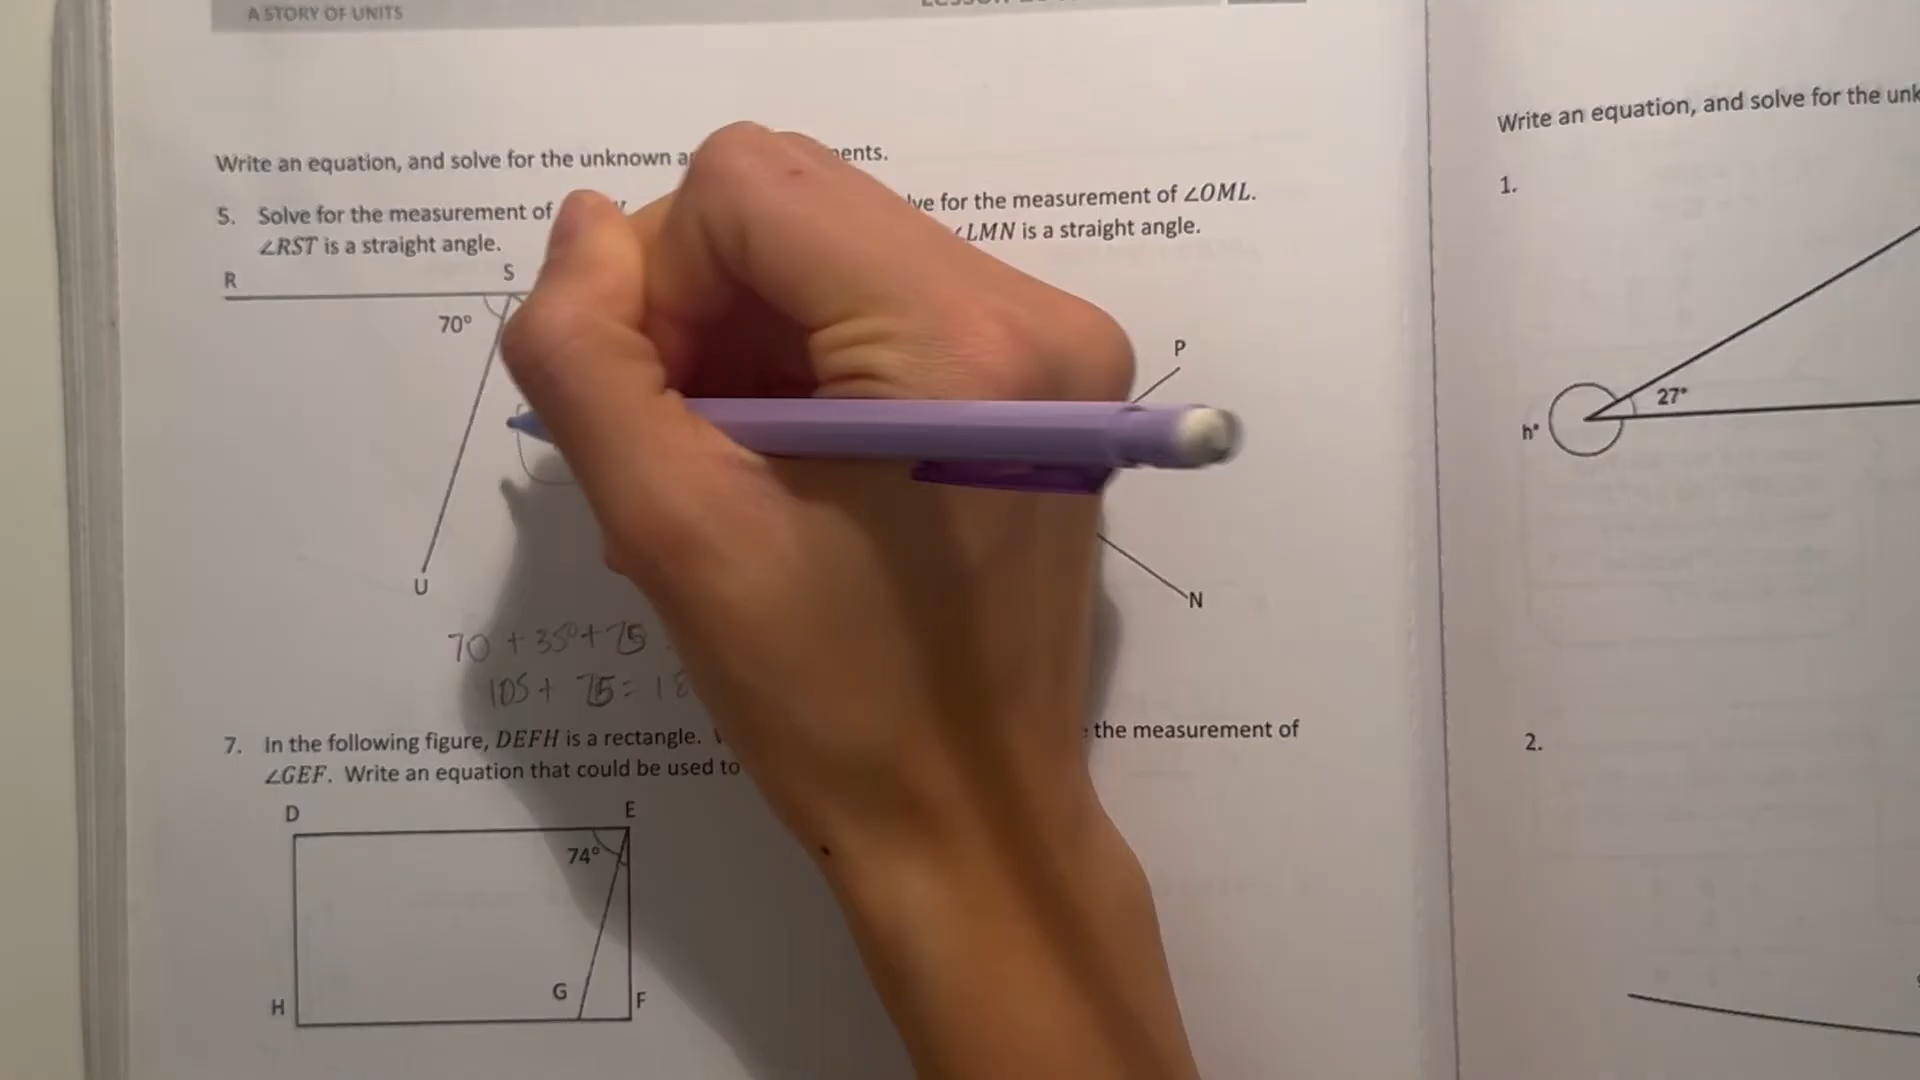 A STORY OF UNITS
Write an equation, and solve for the unknown
5. Solve for the measurement of
∠RST is a straight angle.
R
S
70°
U
70 + 35° + 75
105 + 75 = 18
for the measurement of ∠OML.
∠LMN is a straight angle.
P
N
7. In the following figure, DEFH is a rectangle.
the measurement of
∠GEF. Write an equation that could be used to
D
E
74°
H
G
F
Write an equation, and solve for the
1.
27°
h°
2.